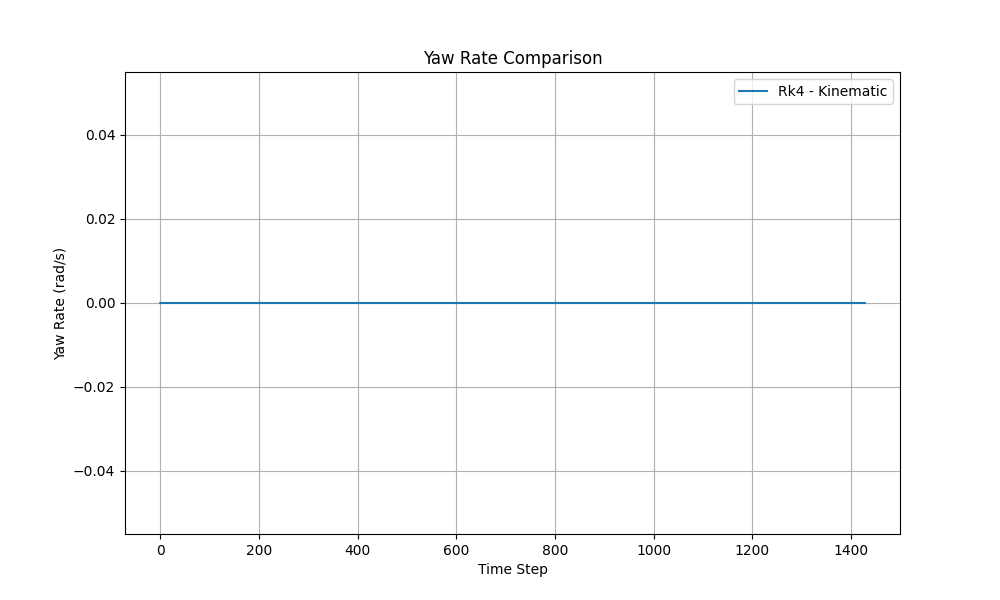 Yaw Rate Comparison
Rk4 - Kinematic
0.04
0.02
0.00
−0.02
−0.04
Yaw Rate (rad/s)
0 200 400 600 800 1000 1200 1400
Time Step